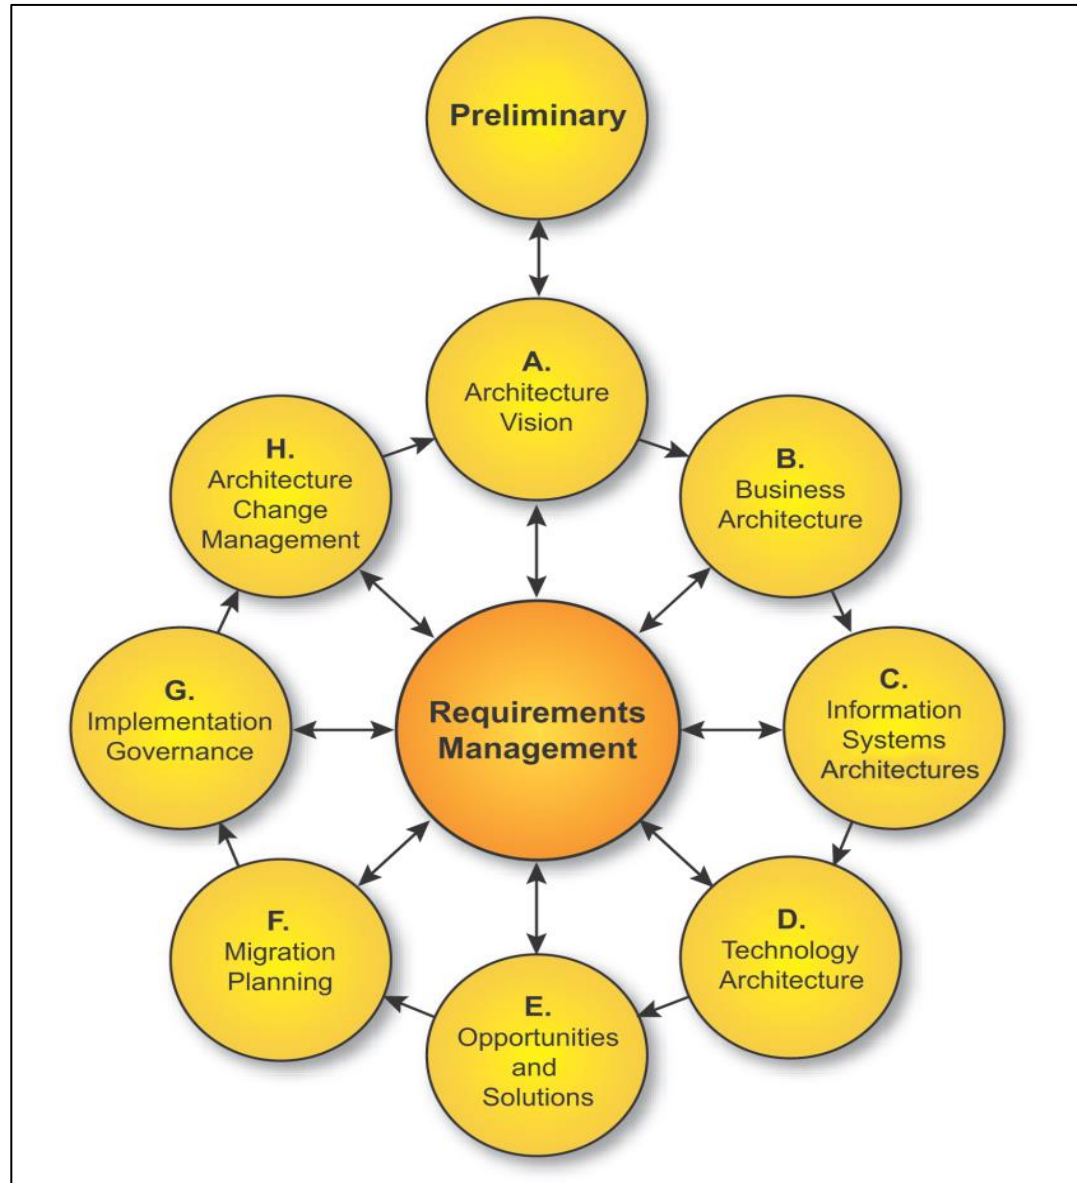 Preliminary
A.
Architecture
Vision
B.
Business
Architecture
C.
Information
Systems
Architectures
D.
Technology
Architecture
E.
Opportunities
and
Solutions
F.
Migration
Planning
G.
Implementation
Governance
H.
Architecture
Change
Management
Requirements
Management